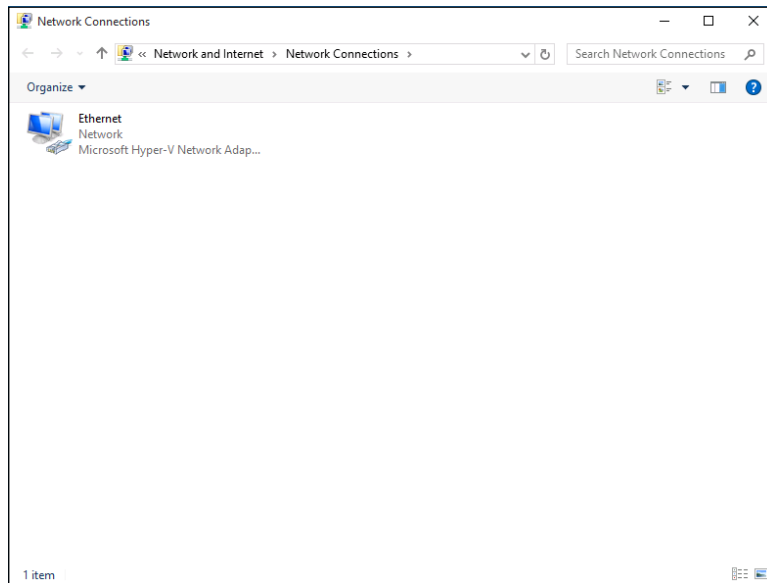 Network Connections
« Network and Internet > Network Connections >
Search Network Connections
Organize
Ethernet
Network
Microsoft Hyper-V Network Adap...
1 item